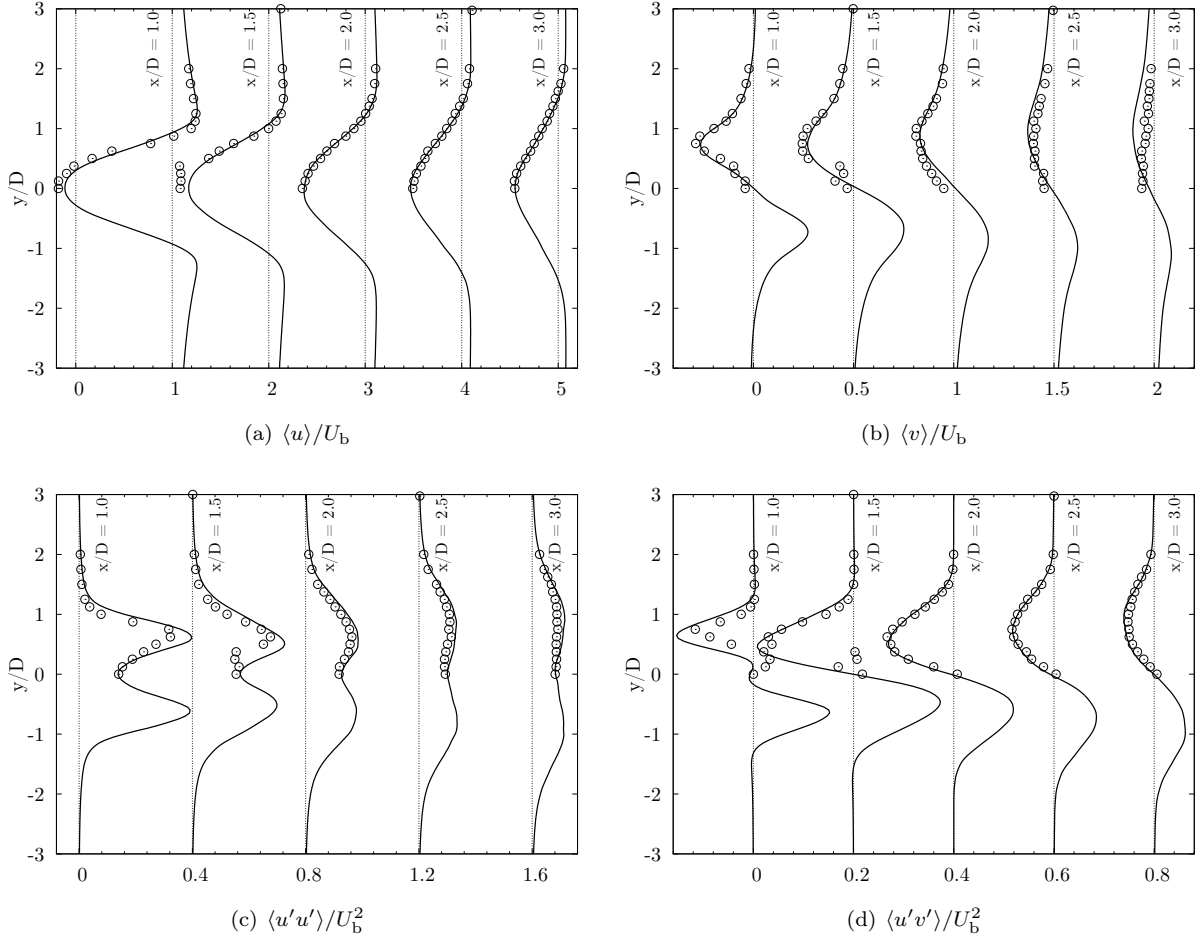 3
2
1
0
-1
-2
-3
y/D
0
1
2
3
4
5
x/D = 1.0
x/D = 1.5
x/D = 2.0
x/D = 2.5
x/D = 3.0
(a) ⟨u⟩/U_b
3
2
1
0
-1
-2
-3
y/D
0
0.5
1
1.5
2
x/D = 1.0
x/D = 1.5
x/D = 2.0
x/D = 2.5
x/D = 3.0
(b) ⟨v⟩/U_b
3
2
1
0
-1
-2
-3
y/D
0
0.4
0.8
1.2
1.6
x/D = 1.0
x/D = 1.5
x/D = 2.0
x/D = 2.5
x/D = 3.0
(c) ⟨u′u′⟩/U_b^2
3
2
1
0
-1
-2
-3
y/D
0
0.2
0.4
0.6
0.8
x/D = 1.0
x/D = 1.5
x/D = 2.0
x/D = 2.5
x/D = 3.0
(d) ⟨u′v′⟩/U_b^2